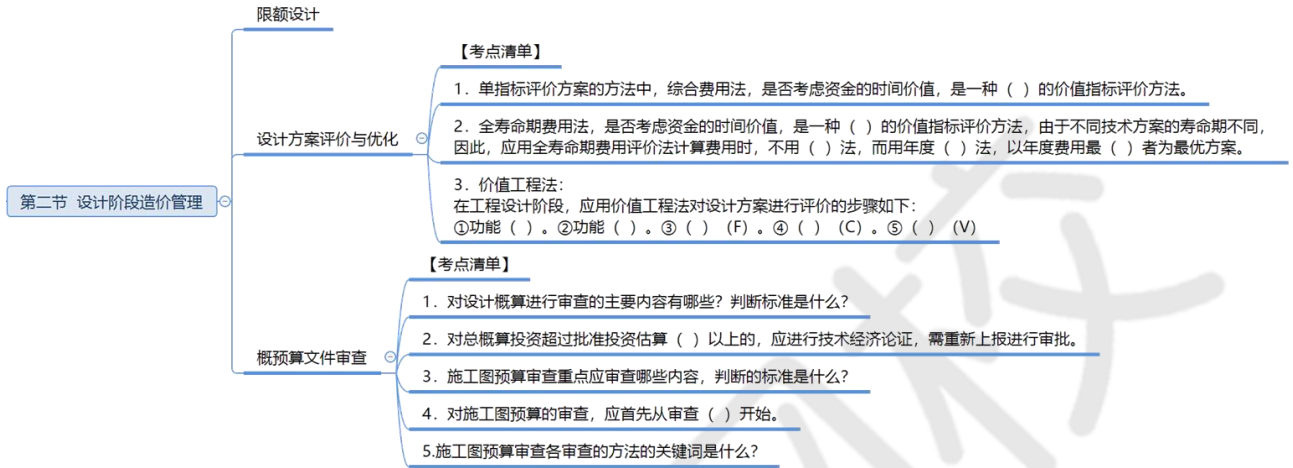 第二节 设计阶段造价管理
限额设计
设计方案评价与优化
【考点清单】
1．单指标评价方案的方法中，综合费用法，是否考虑资金的时间价值，是一种（ ）的价值指标评价方法。
2．全寿命期费用法，是否考虑资金的时间价值，是一种（ ）的价值指标评价方法，由于不同技术方案的寿命期不同，
因此，应用全寿命期费用评价法计算费用时，不用（ ）法，而用年度（ ）法，以年度费用最（ ）者为最优方案。
3．价值工程法：
在工程设计阶段，应用价值工程法对设计方案进行评价的步骤如下：
①功能（ ）。②功能（ ）。③（ ）（F）。④（ ）（C）。⑤（ ）（V）
概预算文件审查
【考点清单】
1．对设计概算进行审查的主要内容有哪些？判断标准是什么？
2．对总概算投资超过批准投资估算（ ）以上的，应进行技术经济论证，需重新上报进行审批。
3．施工图预算审查重点应审查哪些内容，判断的标准是什么？
4．对施工图预算的审查，应首先从审查（ ）开始。
5.施工图预算审查各审查的方法的关键词是什么？
校